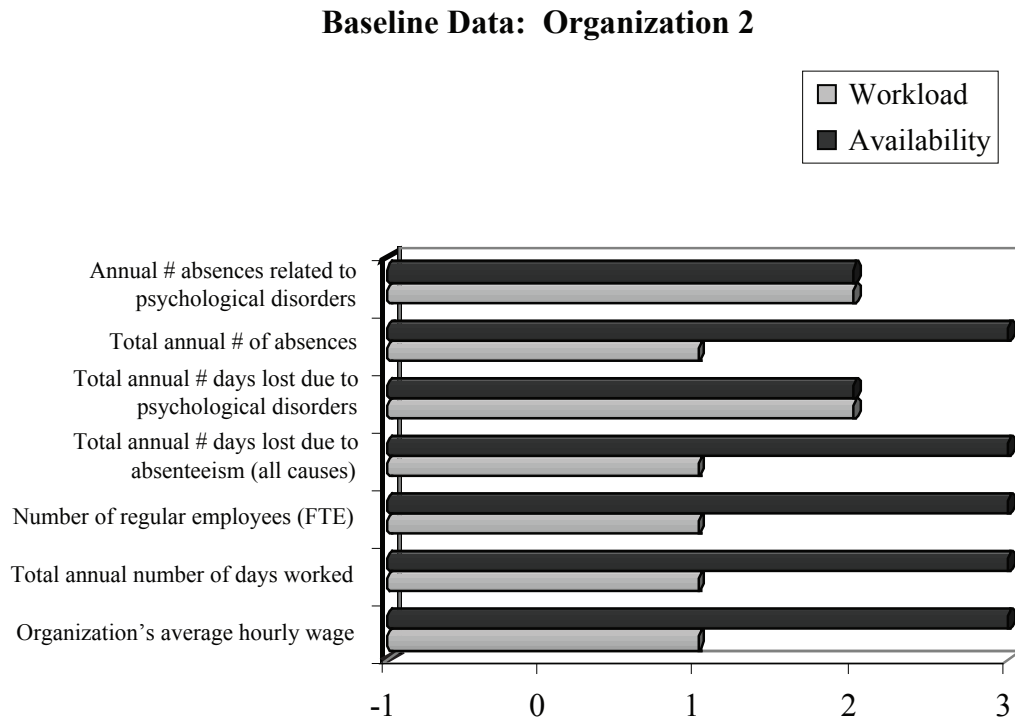 Baseline Data: Organization 2
Workload
Availability
Annual # absences related to
psychological disorders
Total annual # of absences
Total annual # days lost due to
psychological disorders
Total annual # days lost due to
absenteeism (all causes)
Number of regular employees (FTE)
Total annual number of days worked
Organization’s average hourly wage
-1 0 1 2 3